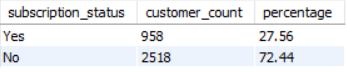 subscription_status customer_count percentage
Yes 958 27.56
No 2518 72.44